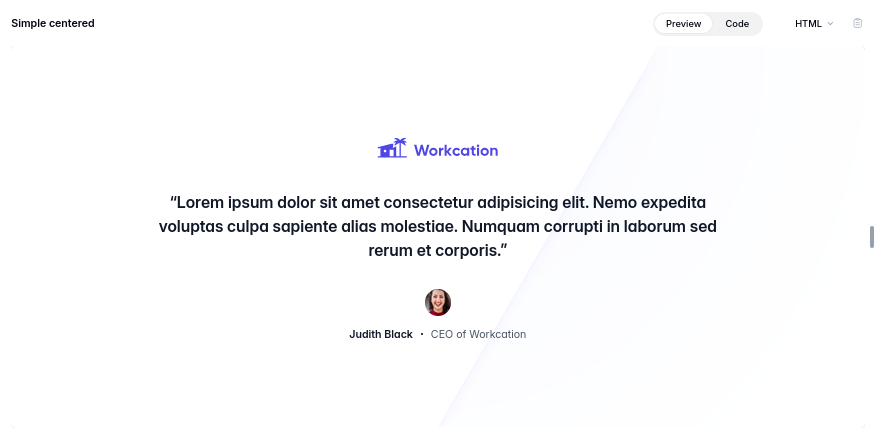 Simple centered
Preview Code HTML
Workcation
“Lorem ipsum dolor sit amet consectetur adipisicing elit. Nemo expedita
voluptas culpa sapiente alias molestiae. Numquam corrupti in laborum sed
rerum et corporis.”
Judith Black · CEO of Workcation